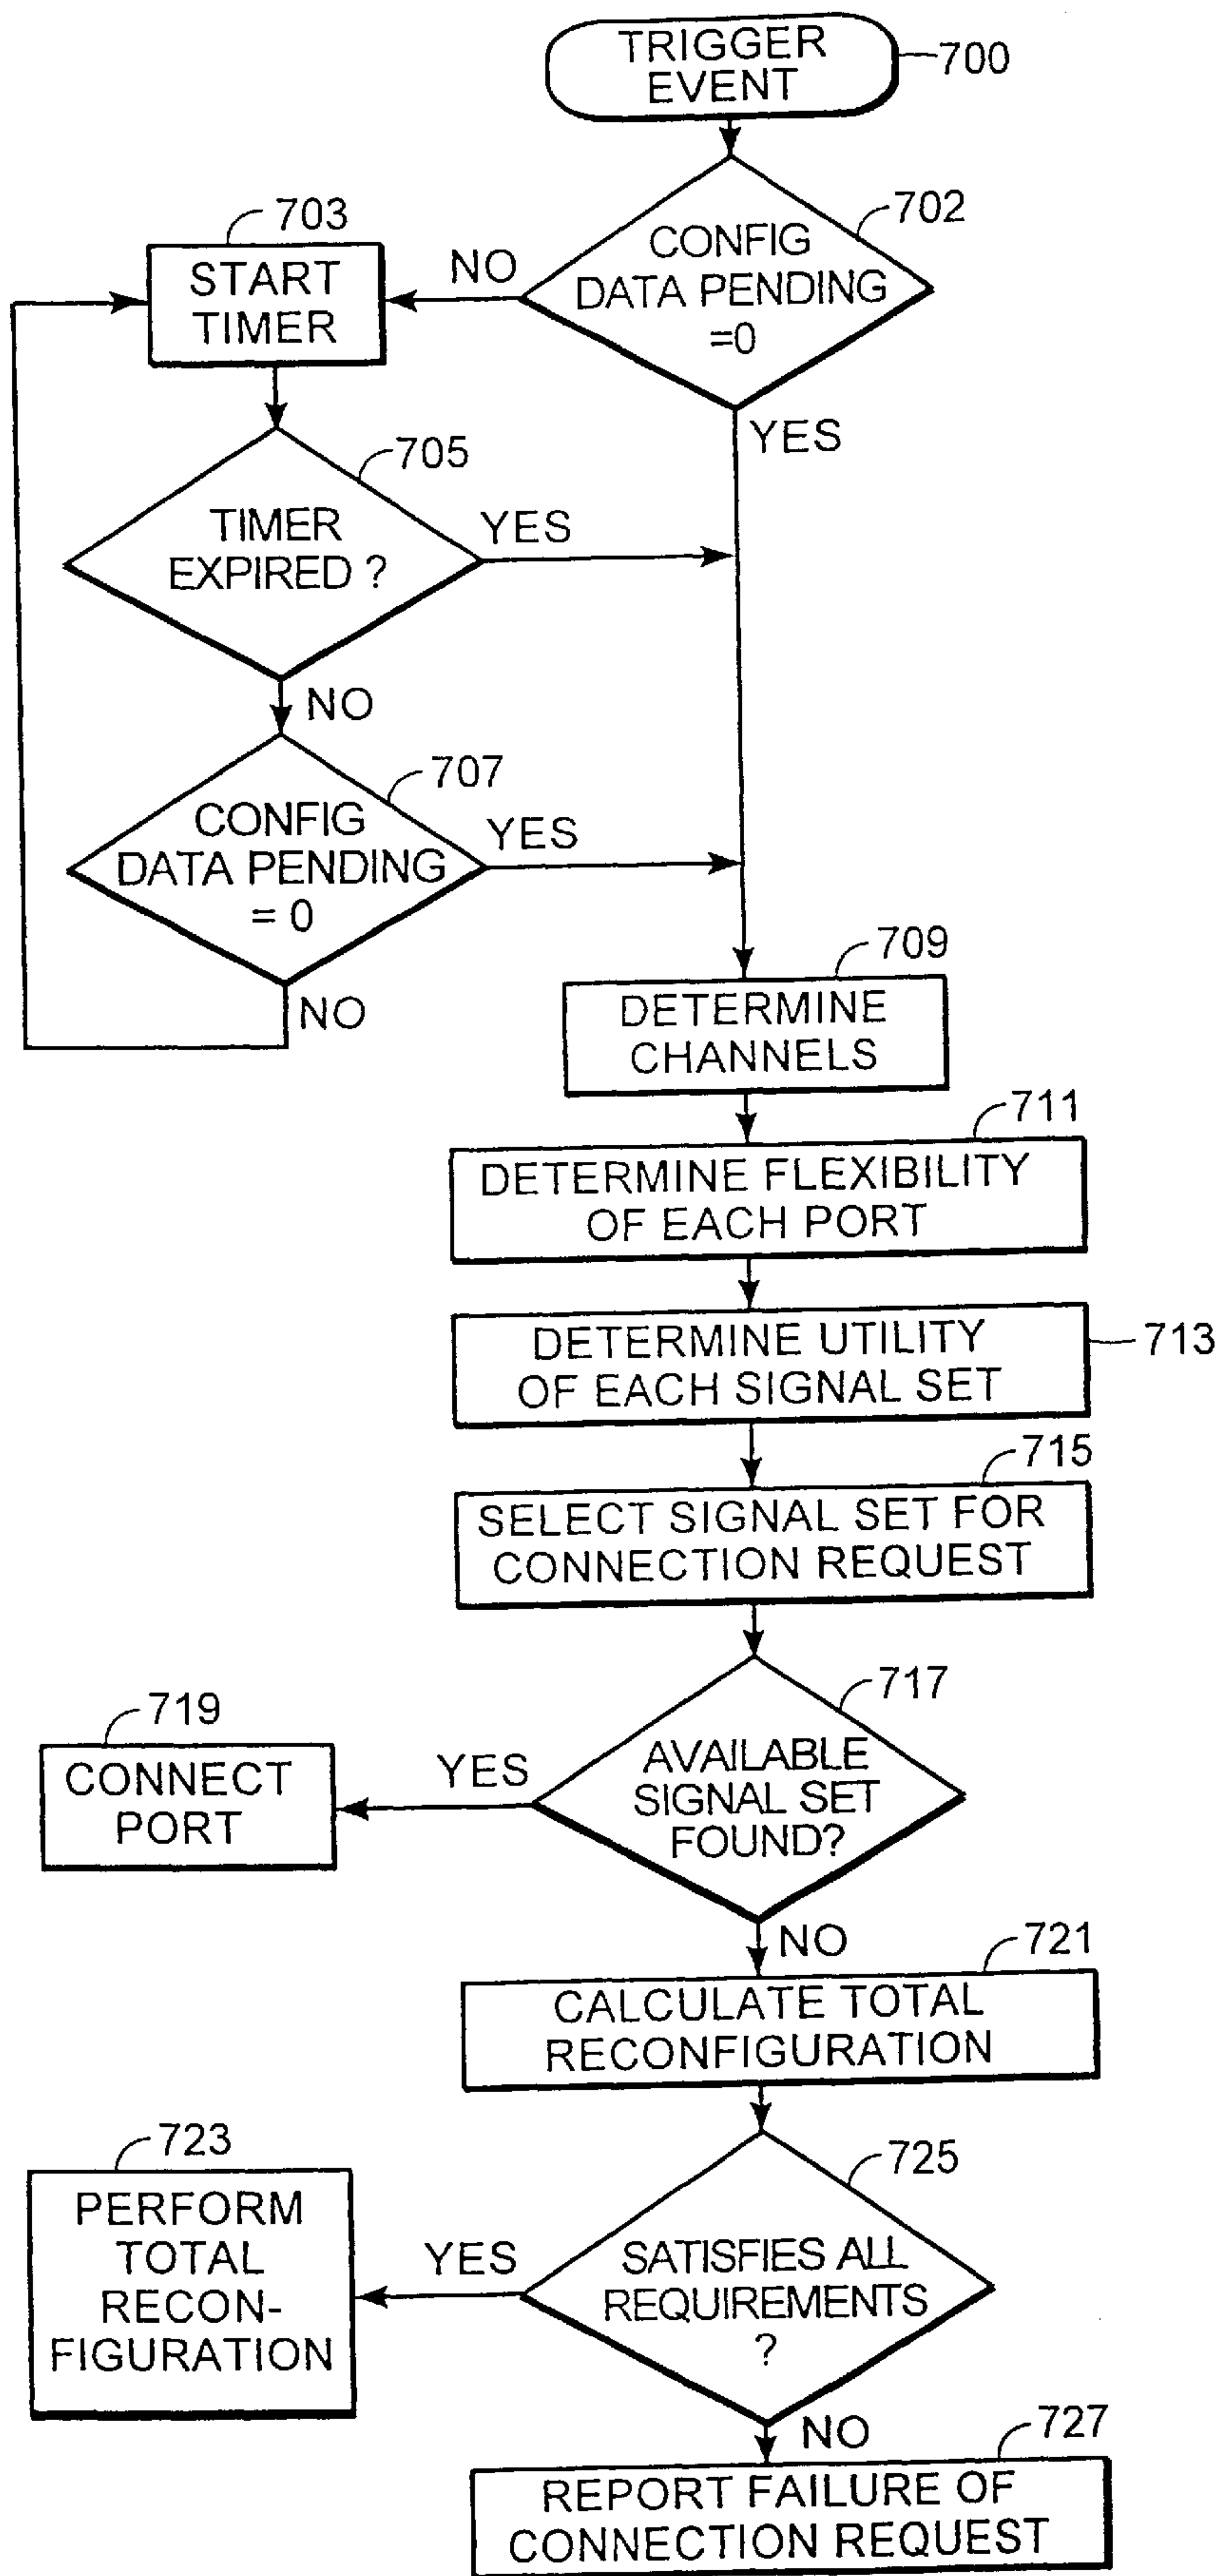 TRIGGER
EVENT
700
702
CONFIG
DATA PENDING
=0
NO
YES
703
START
TIMER
705
TIMER
EXPIRED ?
YES
NO
707
CONFIG
DATA PENDING
= 0
YES
NO
709
DETERMINE
CHANNELS
711
DETERMINE FLEXIBILITY
OF EACH PORT
DETERMINE UTILITY
OF EACH SIGNAL SET
713
715
SELECT SIGNAL SET FOR
CONNECTION REQUEST
717
AVAILABLE
SIGNAL SET
FOUND?
YES
719
CONNECT
PORT
NO
721
CALCULATE TOTAL
RECONFIGURATION
725
SATISFIES ALL
REQUIREMENTS
?
YES
723
PERFORM
TOTAL
RECON-
FIGURATION
NO
727
REPORT FAILURE OF
CONNECTION REQUEST